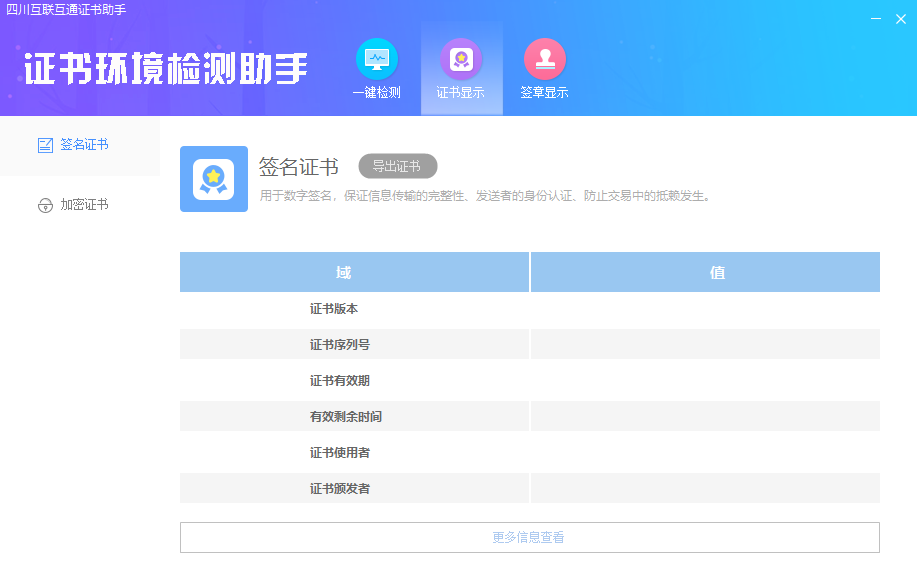 四川互联互通证书助手
证书环境检测助手
一键检测
证书显示
签章显示
签名证书
加密证书
签名证书
导出证书
用于数字签名，保证信息传输的完整性、发送者的身份认证、防止交易中的抵赖发生。
域
值
证书版本
证书序列号
证书有效期
有效剩余时间
证书使用者
证书颁发者
更多信息查看